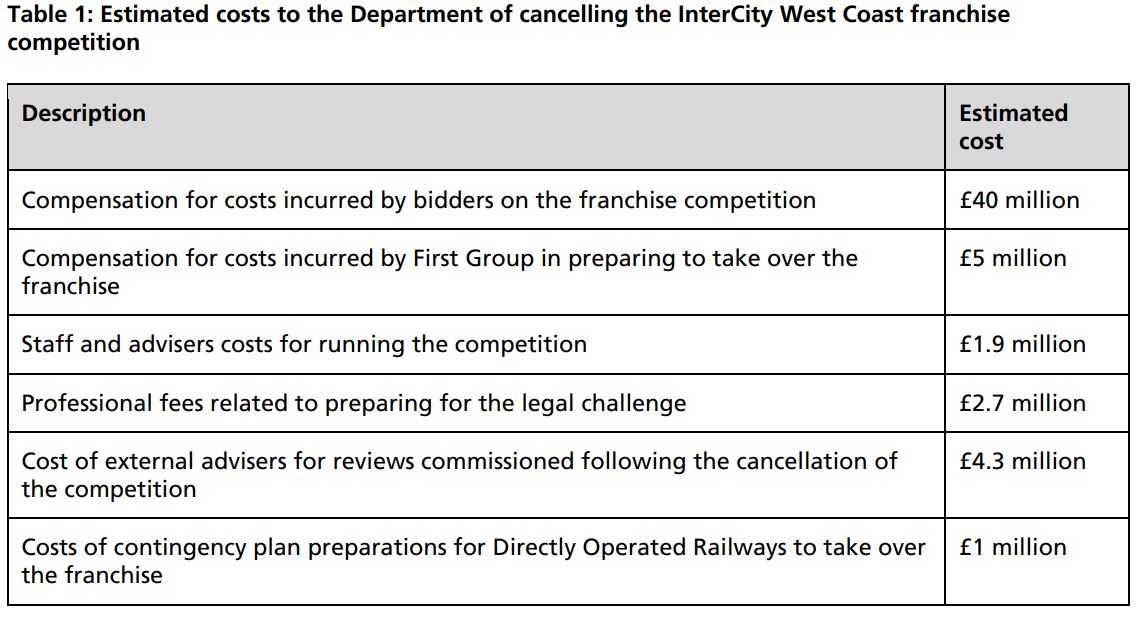 Table 1: Estimated costs to the Department of cancelling the InterCity West Coast franchise
competition
Description
Estimated
cost
Compensation for costs incurred by bidders on the franchise competition
£40 million
Compensation for costs incurred by First Group in preparing to take over the
franchise
£5 million
Staff and advisers costs for running the competition
£1.9 million
Professional fees related to preparing for the legal challenge
£2.7 million
Cost of external advisers for reviews commissioned following the cancellation of
the competition
£4.3 million
Costs of contingency plan preparations for Directly Operated Railways to take over
the franchise
£1 million